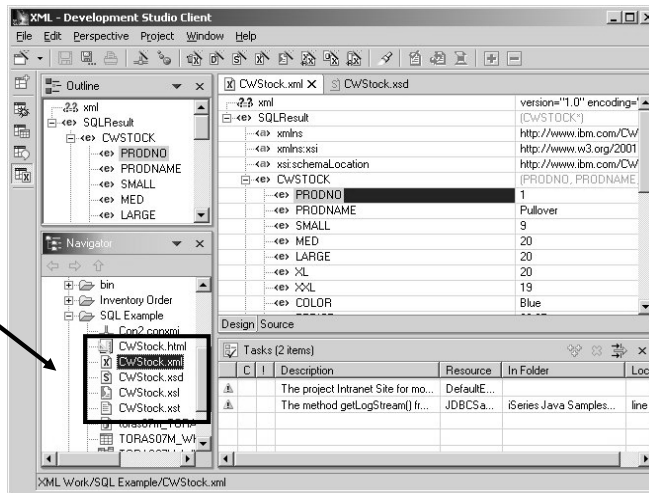 XML - Development Studio Client
File Edit Perspective Project Window Help
Outline
?-? xml
<e> SQLResult
<e> CWSTOCK
<e> PRODNO
<e> PRODNAME
<e> SMALL
<e> MED
<e> LARGE
Navigator
bin
Inventory Order
SQL Example
Con2.conxmi
CWStock.html
CWStock.xml
CWStock.xsd
CWStock.xsl
CWStock.xst
TORAS07M_WH
CWStock.xml X CWStock.xsd
?-? xml version="1.0" encoding='
<e> SQLResult (CWSTOCK*)
<a> xmlns http://www.ibm.com/CW
<a> xmlns:xsi http://www.w3.org/2001
<a> xsi:schemaLocation http://www.ibm.com/CW
<e> CWSTOCK (PRODNO, PRODNAME,
<e> PRODNO 1
<e> PRODNAME Pullover
<e> SMALL 9
<e> MED 20
<e> LARGE 20
<e> XL 20
<e> XXL 19
<e> COLOR Blue
Design Source
Tasks (2 items)
C ! Description Resource In Folder Loc
The project Intranet Site for mo... DefaultE...
The method getLogStream() fr... JDBCSa... iSeries Java Samples... line
XML Work/SQL Example/CWStock.xml